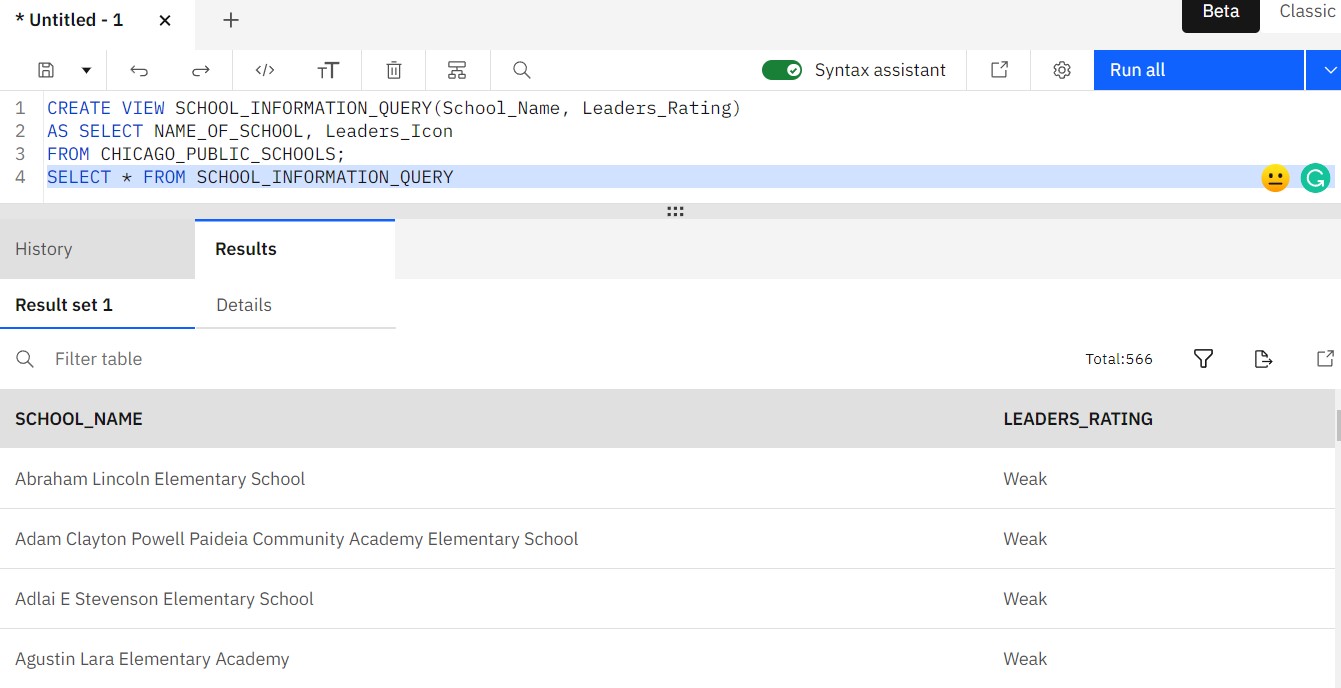 * Untitled - 1
Beta Classic
Syntax assistant Run all
1 CREATE VIEW SCHOOL_INFORMATION_QUERY(School_Name, Leaders_Rating)
2 AS SELECT NAME_OF_SCHOOL, Leaders_Icon
3 FROM CHICAGO_PUBLIC_SCHOOLS;
4 SELECT * FROM SCHOOL_INFORMATION_QUERY
History Results
Result set 1 Details
Filter table Total:566
SCHOOL_NAME LEADERS_RATING
Abraham Lincoln Elementary School Weak
Adam Clayton Powell Paideia Community Academy Elementary School Weak
Adlai E Stevenson Elementary School Weak
Agustin Lara Elementary Academy Weak